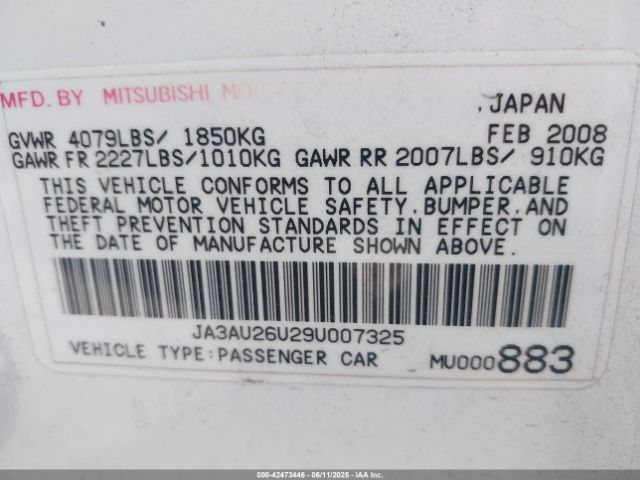 MFD. BY MITSUBISHI
, JAPAN
GVWR 4079LBS/ 1850KG FEB 2008
GAWR FR 2227LBS/1010KG GAWR RR 2007LBS/ 910KG
THIS VEHICLE CONFORMS TO ALL APPLICABLE
FEDERAL MOTOR VEHICLE SAFETY, BUMPER, AND
THEFT PREVENTION STANDARDS IN EFFECT ON
THE DATE OF MANUFACTURE SHOWN ABOVE.
JA3AU26U29U007325
VEHICLE TYPE:PASSENGER CAR MU000883
000-42473446 - 06/11/2025 - IAAI.com